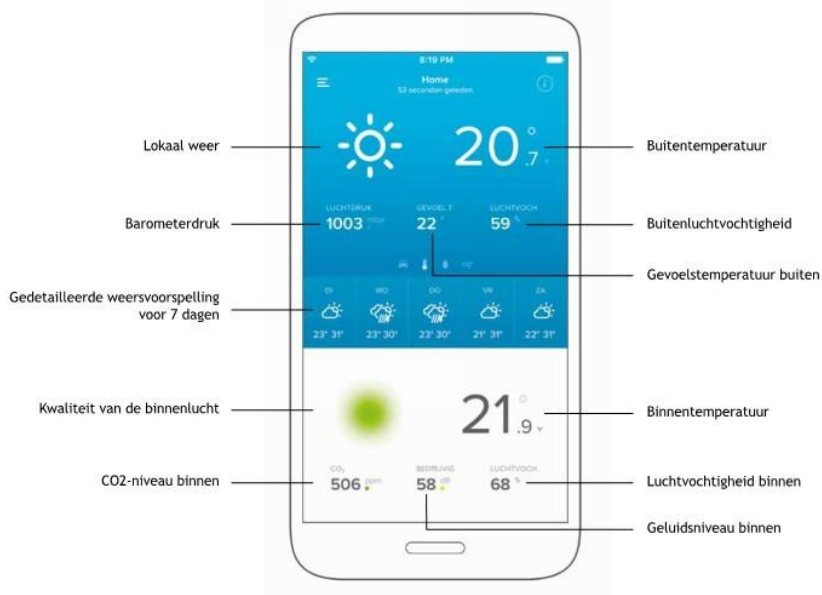 8:19 PM
Home
53 seconden geleden
Lokaal weer
20°.7
Buitentemperatuur
LUCHTDRUK
GEVOEL T.
LUCHTVOCH.
Barometerdruk
1003 mbar
22 °
59 %
Buitenluchtvochtigheid
Gevoelstemperatuur buiten
DI
WO
DO
VR
ZA
Gedetailleerde weersvoorspelling
voor 7 dagen
23° 31°
23° 30°
23° 30°
21° 31°
22° 31°
Kwaliteit van de binnenlucht
21°.9
Binnentemperatuur
CO₂
BEDRIJVIG
LUCHTVOCH.
CO2-niveau binnen
506 ppm
58 dB
68 %
Luchtvochtigheid binnen
Geluidsniveau binnen